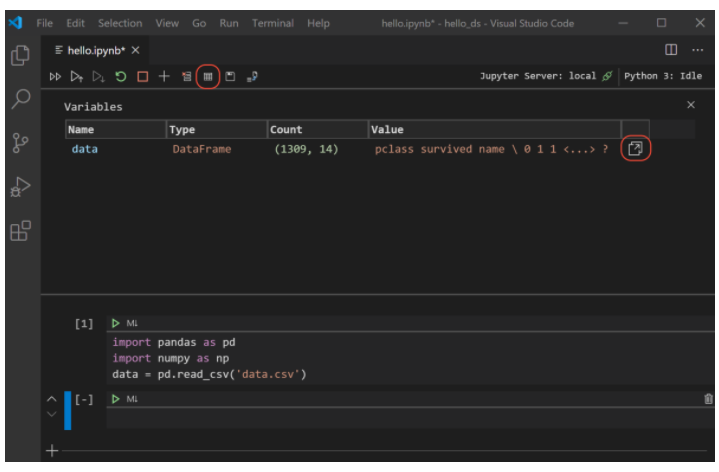 File Edit Selection View Go Run Terminal Help hello.ipynb* - hello_ds - Visual Studio Code
hello.ipynb*
Jupyter Server: local Python 3: Idle
Variables
Name Type Count Value
data DataFrame (1309, 14) pclass survived name \ 0 1 1 <...> ?
[1] M↓
import pandas as pd
import numpy as np
data = pd.read_csv('data.csv')
[-] M↓